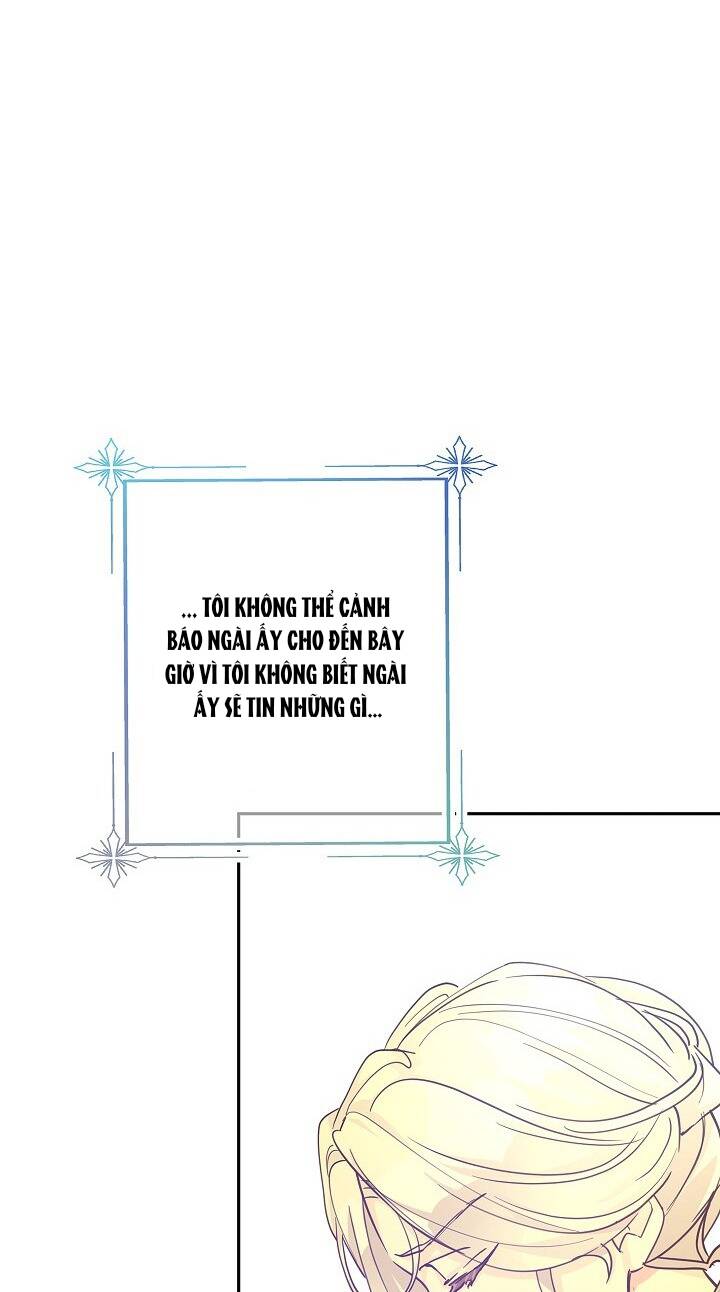 ... TÔI KHÔNG THỂ CẢNH
BÁO NGÀI ẤY CHO ĐẾN BÂY
GIỜ VÌ TÔI KHÔNG BIẾT NGÀI
ẤY SẼ TIN NHỮNG GÌ...